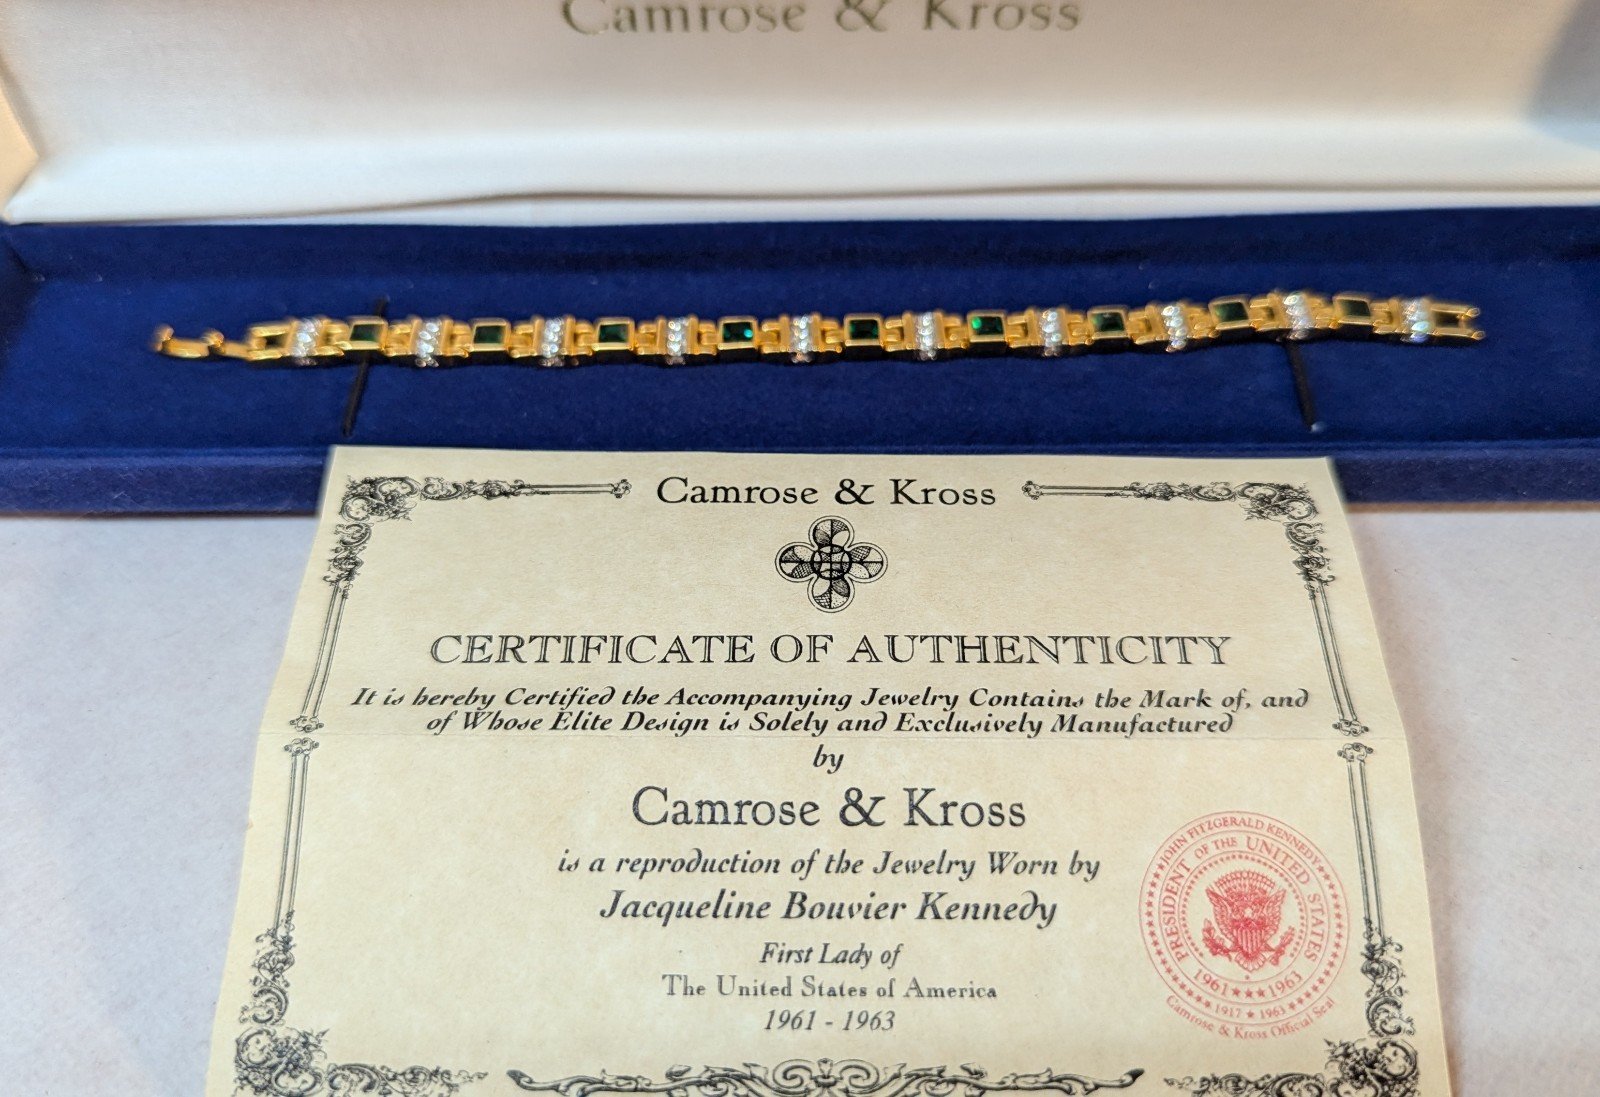 Camrose & Kross
Camrose & Kross
CERTIFICATE OF AUTHENTICITY
It is hereby Certified the Accompanying Jewelry Contains the Mark of, and
of Whose Elite Design is Solely and Exclusively Manufactured
by
Camrose & Kross
is a reproduction of the Jewelry Worn by
Jacqueline Bouvier Kennedy
First Lady of
The United States of America
1961 - 1963
JOHN FITZGERALD KENNEDY
PRESIDENT OF THE UNITED STATES
1961 ★★★ 1963
1917 ★ 1963
Camrose & Kross Official Seal